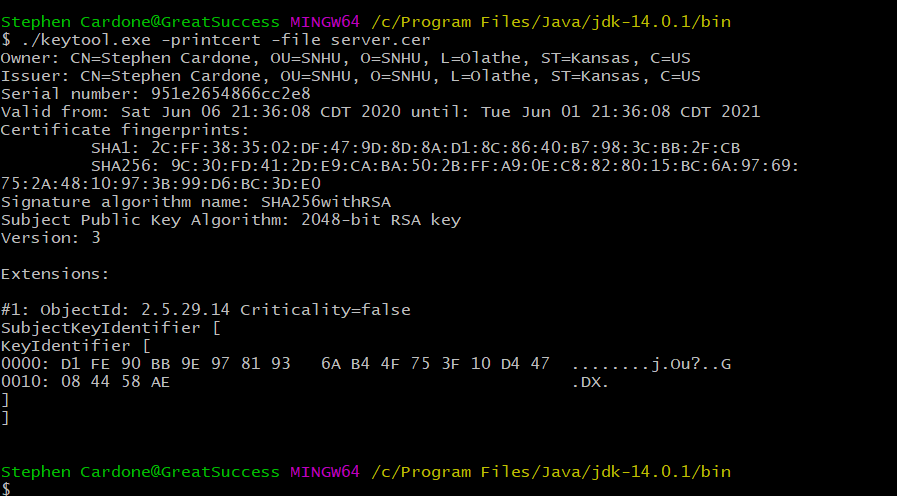 Stephen Cardone@GreatSuccess MINGW64 /c/Program Files/Java/jdk-14.0.1/bin
$ ./keytool.exe -printcert -file server.cer
Owner: CN=Stephen Cardone, OU=SNHU, O=SNHU, L=Olathe, ST=Kansas, C=US
Issuer: CN=Stephen Cardone, OU=SNHU, O=SNHU, L=Olathe, ST=Kansas, C=US
Serial number: 951e2654866cc2e8
Valid from: Sat Jun 06 21:36:08 CDT 2020 until: Tue Jun 01 21:36:08 CDT 2021
Certificate fingerprints:
         SHA1: 2C:FF:38:35:02:DF:47:9D:8D:8A:D1:8C:86:40:B7:98:3C:BB:2F:CB
         SHA256: 9C:30:FD:41:2D:E9:CA:BA:50:2B:FF:A9:0E:C8:82:80:15:BC:6A:97:69:
75:2A:48:10:97:3B:99:D6:BC:3D:E0
Signature algorithm name: SHA256withRSA
Subject Public Key Algorithm: 2048-bit RSA key
Version: 3
Extensions:
#1: ObjectId: 2.5.29.14 Criticality=false
SubjectKeyIdentifier [
KeyIdentifier [
0000: D1 FE 90 BB 9E 97 81 93   6A B4 4F 75 3F 10 D4 47  ........j.Ou?..G
0010: 08 44 58 AE                                        .DX.
]
]
Stephen Cardone@GreatSuccess MINGW64 /c/Program Files/Java/jdk-14.0.1/bin
$